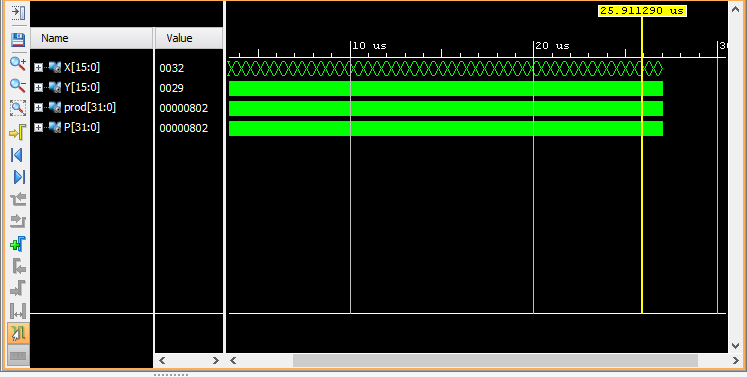 25.911290 us
Name Value
10 us 20 us 30
X[15:0] 0032
Y[15:0] 0029
prod[31:0] 00000802
P[31:0] 00000802